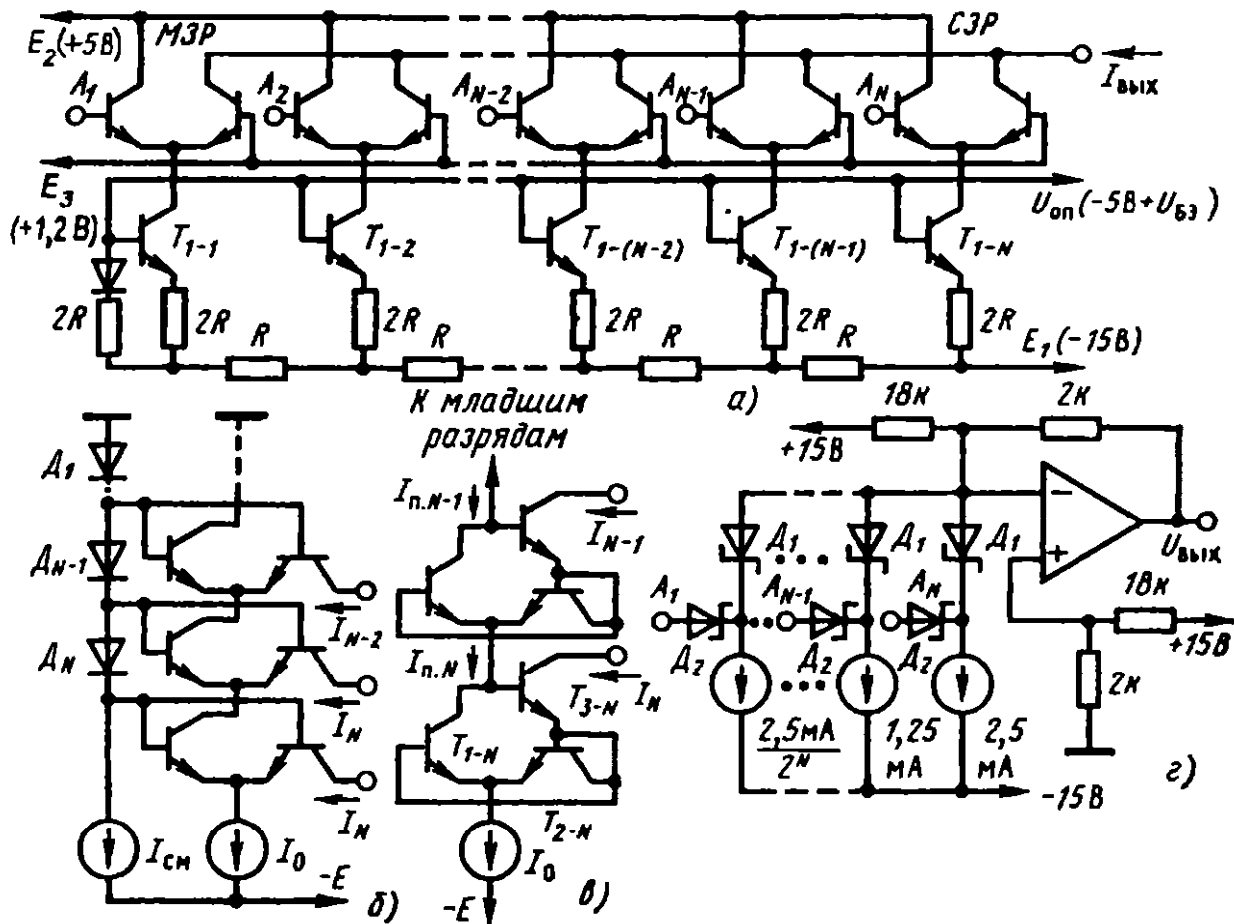 E₂(+5В) МЗР СЗР
A₁ A₂ Aₙ₋₂ Aₙ₋₁ Aₙ Iвых
E₃ (+1,2В)
Uоп(-5В+UБЭ)
T₁₋₁ T₁₋₂ T₁₋₍ₙ₋₂₎ T₁₋₍ₙ₋₁₎ T₁₋ₙ
2R 2R 2R 2R 2R 2R
R R R R E₁(-15В)
К младшим
разрядам
а)
Д₁
Дₙ₋₁
Дₙ
Iₙ₋₂
Iₙ
Iₙ
Iсм I₀
-E б)
Iп.ₙ₋₁
Iₙ₋₁
Iп.ₙ
T₃₋ₙ Iₙ
T₁₋ₙ
T₂₋ₙ
I₀
-E в)
18к 2к
+15В
Д₁ Д₁ Д₁
- +
Uвых
A₁ Aₙ₋₁ Aₙ
18к
+15В
Д₂ Д₂ Д₂
2к
2,5мА/2ᴺ
1,25 мА
2,5 мА
г)
-15В